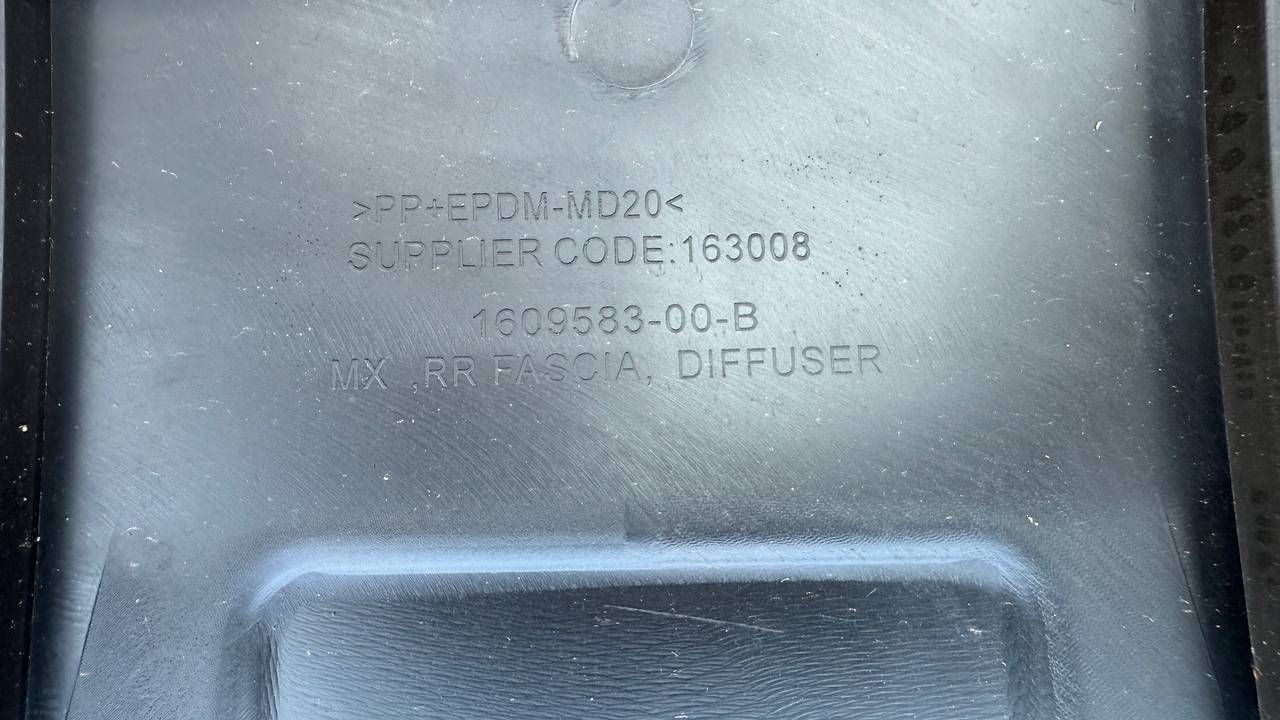 >PP+EPDM-MD20<
SUPPLIER CODE:163008
1609583-00-B
MX ,RR FASCIA, DIFFUSER